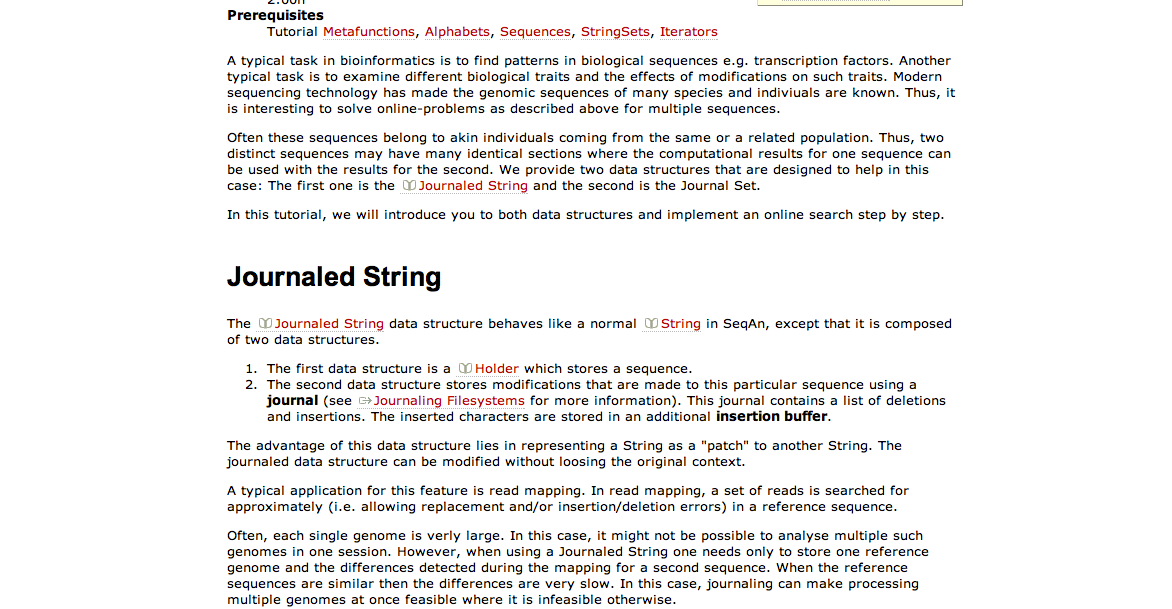 Prerequisites
Tutorial Metafunctions, Alphabets, Sequences, StringSets, Iterators
A typical task in bioinformatics is to find patterns in biological sequences e.g. transcription factors. Another
typical task is to examine different biological traits and the effects of modifications on such traits. Modern
sequencing technology has made the genomic sequences of many species and indiviuals are known. Thus, it
is interesting to solve online-problems as described above for multiple sequences.
Often these sequences belong to akin individuals coming from the same or a related population. Thus, two
distinct sequences may have many identical sections where the computational results for one sequence can
be used with the results for the second. We provide two data structures that are designed to help in this
case: The first one is the Journaled String and the second is the Journal Set.
In this tutorial, we will introduce you to both data structures and implement an online search step by step.
Journaled String
The Journaled String data structure behaves like a normal String in SeqAn, except that it is composed
of two data structures.
1. The first data structure is a Holder which stores a sequence.
2. The second data structure stores modifications that are made to this particular sequence using a
journal (see Journaling Filesystems for more information). This journal contains a list of deletions
and insertions. The inserted characters are stored in an additional insertion buffer.
The advantage of this data structure lies in representing a String as a "patch" to another String. The
journaled data structure can be modified without loosing the original context.
A typical application for this feature is read mapping. In read mapping, a set of reads is searched for
approximately (i.e. allowing replacement and/or insertion/deletion errors) in a reference sequence.
Often, each single genome is verly large. In this case, it might not be possible to analyse multiple such
genomes in one session. However, when using a Journaled String one needs only to store one reference
genome and the differences detected during the mapping for a second sequence. When the reference
sequences are similar then the differences are very slow. In this case, journaling can make processing
multiple genomes at once feasible where it is infeasible otherwise.